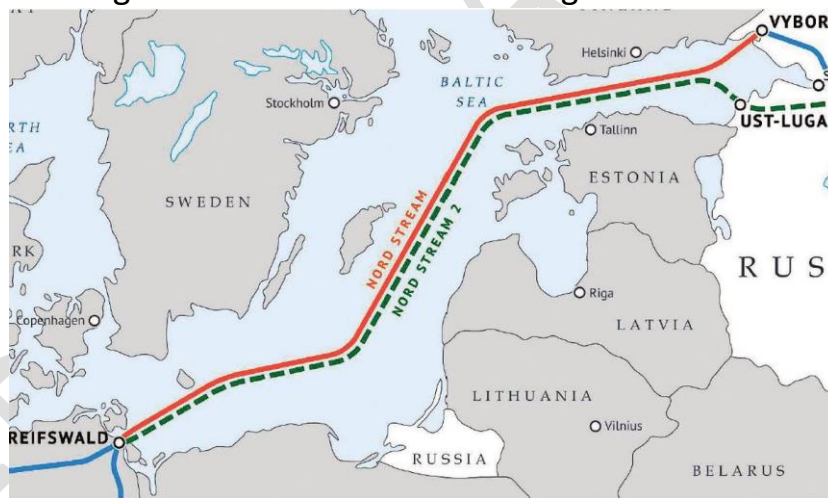 VYBOR
Helsinki
BALTIC
SEA
Stockholm
UST-LUGA
Tallinn
ESTONIA
SWEDEN
NORD STREAM
NORD STREAM 2
RUS
Riga
Copenhagen
LATVIA
LITHUANIA
REIFSWALD
Vilnius
RUSSIA
BELARUS